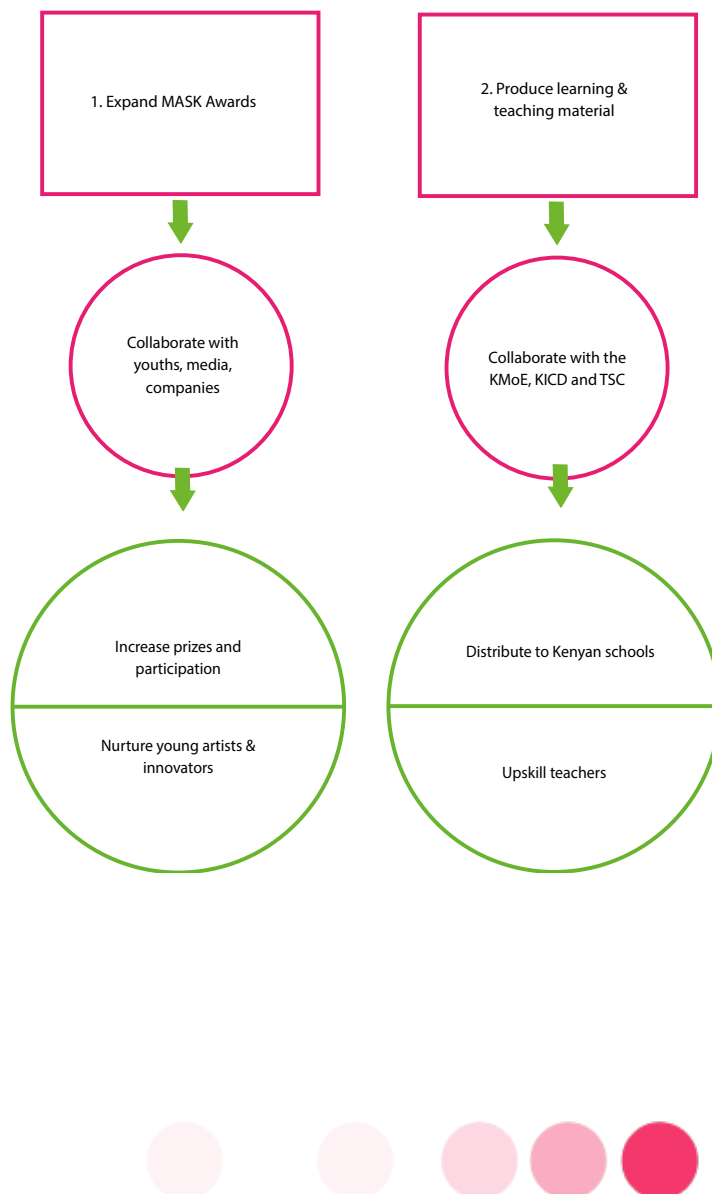 1. Expand MASK Awards
Collaborate with
youths, media,
companies
Increase prizes and
participation
Nurture young artists &
innovators
2. Produce learning &
teaching material
Collaborate with the
KMoE, KICD and TSC
Distribute to Kenyan schools
Upskill teachers